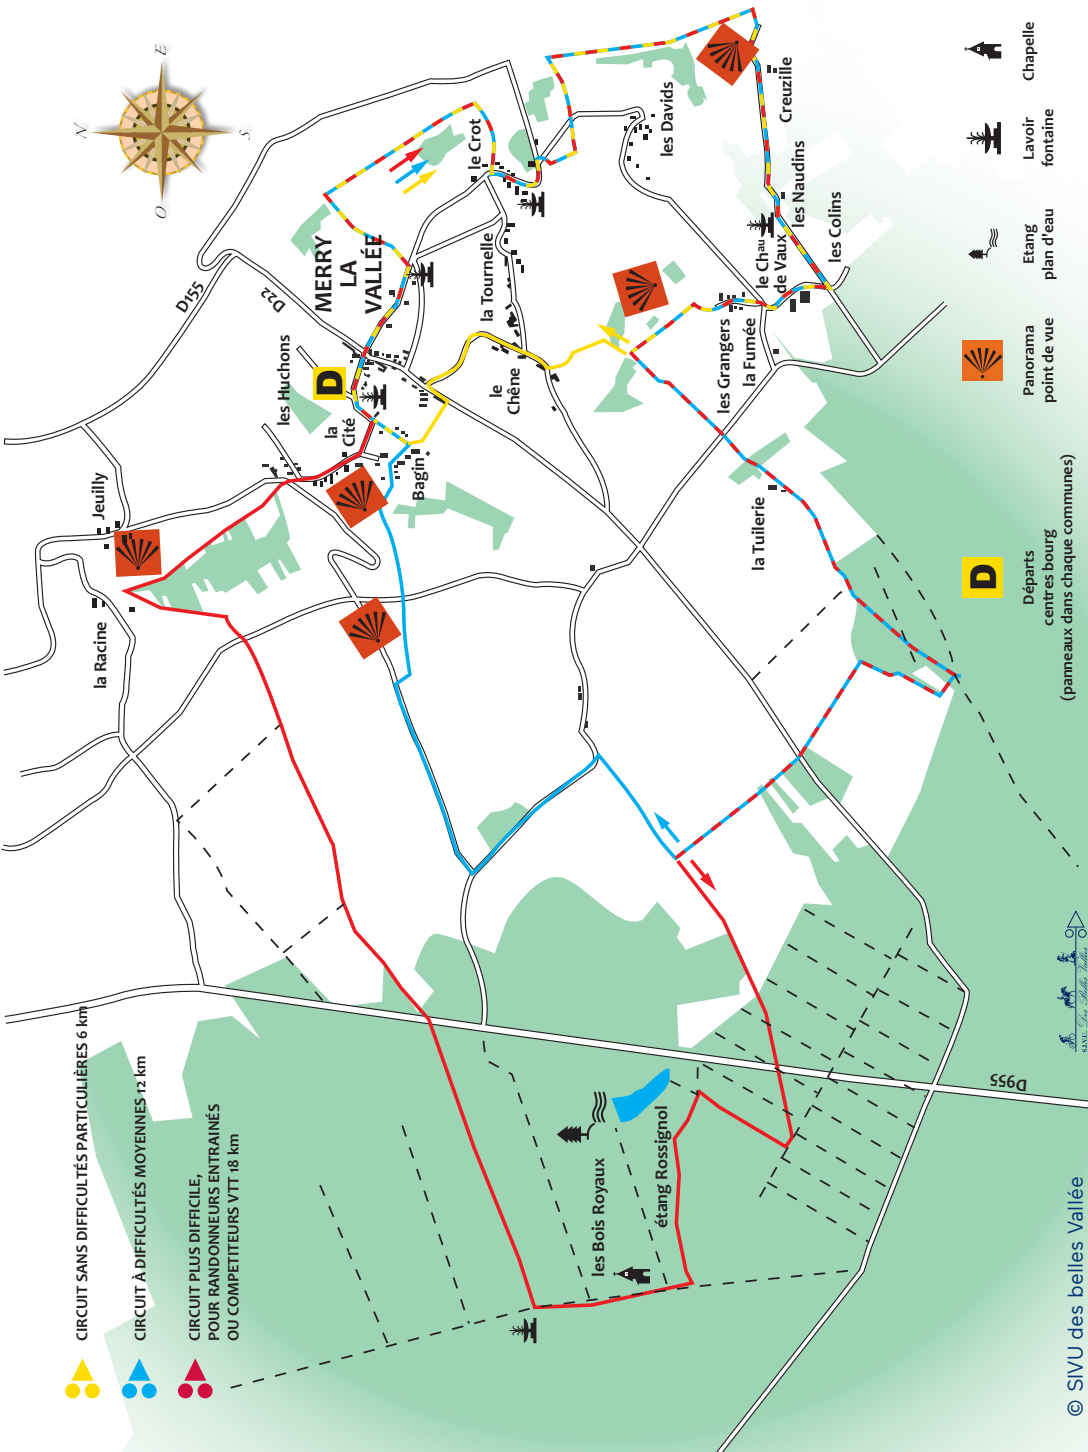 CIRCUIT SANS DIFFICULTÉS PARTICULIÈRES 6 km
CIRCUIT À DIFFICULTÉS MOYENNES 12 km
CIRCUIT PLUS DIFFICILE,
POUR RANDONNEURS ENTRAINÉS
OU COMPETITEURS VTT 18 km
N
E
S
O
D155
D22
D955
Jeuilly
la Racine
les Huchons
la
Cité
D
Bagin
MERRY
LA
VALLÉE
le Crot
la Tournelle
le
Chêne
les Davids
Creuzille
les Naudins
le Chau
de Vaux
les Colins
les Grangers
la Fumée
la Tuilerie
les Bois Royaux
étang Rossignol
Chapelle
Lavoir
fontaine
Etang
plan d'eau
Panorama
point de vue
D
Départs
centres bourg
(panneaux dans chaque communes)
S.I.V.U. Des Belles Vallées
© SIVU des belles Vallée